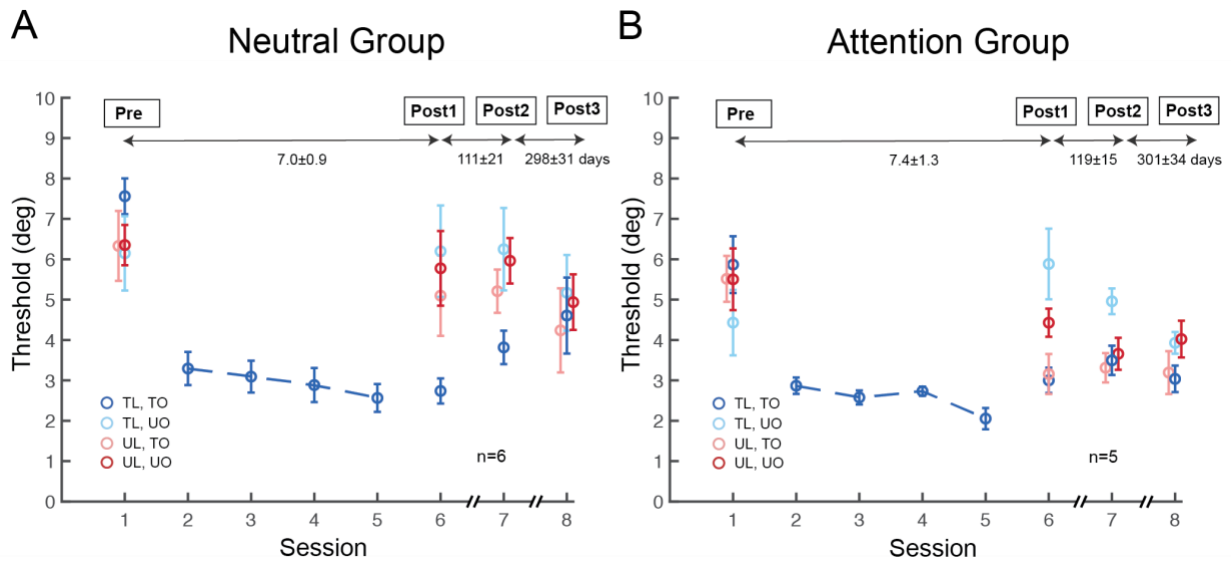 A
Neutral Group
Threshold (deg)
10
9
8
7
6
5
4
3
2
1
0
Pre
Post1
Post2
Post3
7.0±0.9
111±21
298±31 days
TL, TO
TL, UO
UL, TO
UL, UO
n=6
1
2
3
4
5
6
7
8
Session
B
Attention Group
Threshold (deg)
10
9
8
7
6
5
4
3
2
1
0
Pre
Post1
Post2
Post3
7.4±1.3
119±15
301±34 days
TL, TO
TL, UO
UL, TO
UL, UO
n=5
1
2
3
4
5
6
7
8
Session